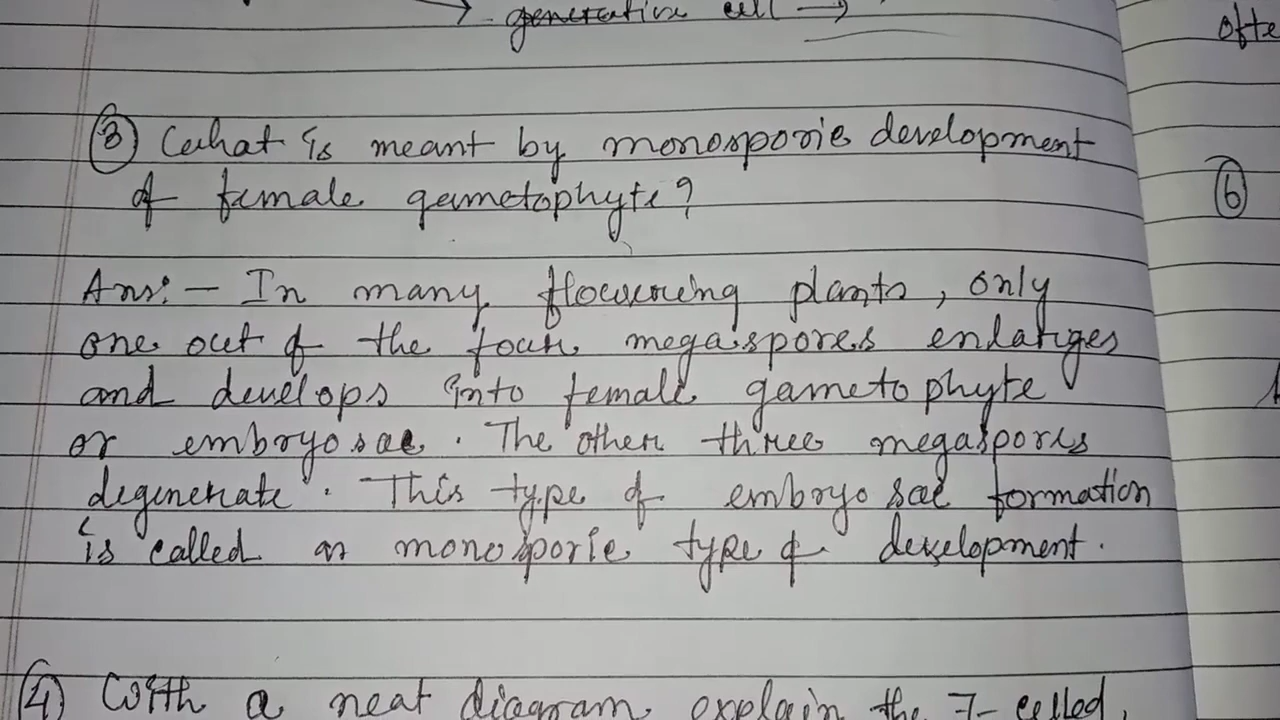 → generative cell →
ofte
③ What is meant by monosporic development
of female gametophyte?
⑥
Ans:- In many flowering plants, only
one out of the four megaspores enlarges
and develops into female gametophyte
or embryo sac. The other three megaspores
degenerate. This type of embryo sac formation
is called as monosporic type of development.
④ With a neat diagram explain the 7-celled,